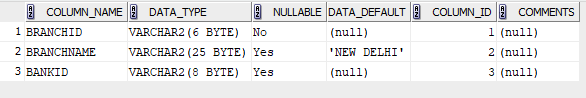 COLUMN_NAME DATA_TYPE NULLABLE DATA_DEFAULT COLUMN_ID COMMENTS
1 BRANCHID VARCHAR2(6 BYTE) No (null) 1 (null)
2 BRANCHNAME VARCHAR2(25 BYTE) Yes 'NEW DELHI' 2 (null)
3 BANKID VARCHAR2(8 BYTE) Yes (null) 3 (null)